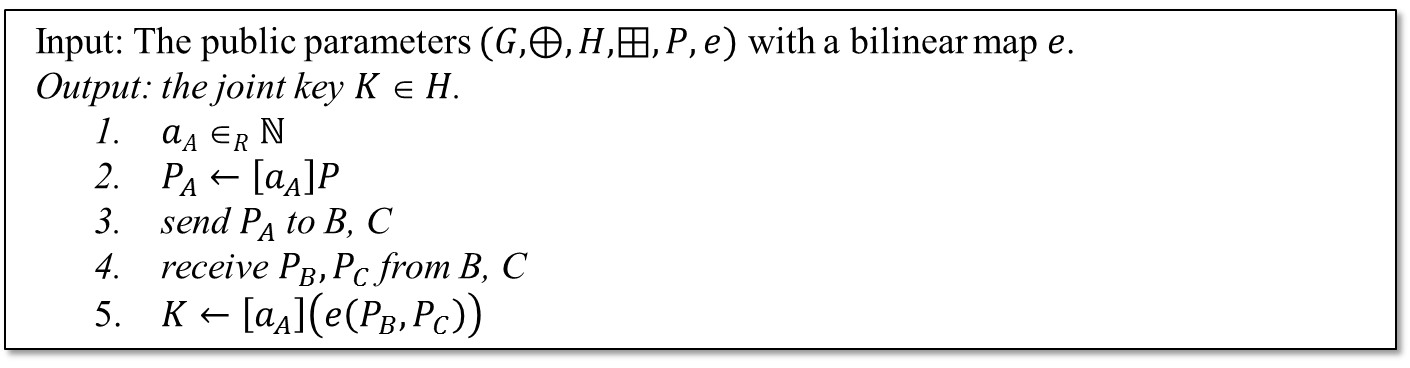 Input: The public parameters (G,⊕, H,⊞, P, e) with a bilinear map e.
Output: the joint key K ∈ H.
1. a_A ∈_R ℕ
2. P_A ← [a_A]P
3. send P_A to B, C
4. receive P_B, P_C from B, C
5. K ← [a_A](e(P_B, P_C))